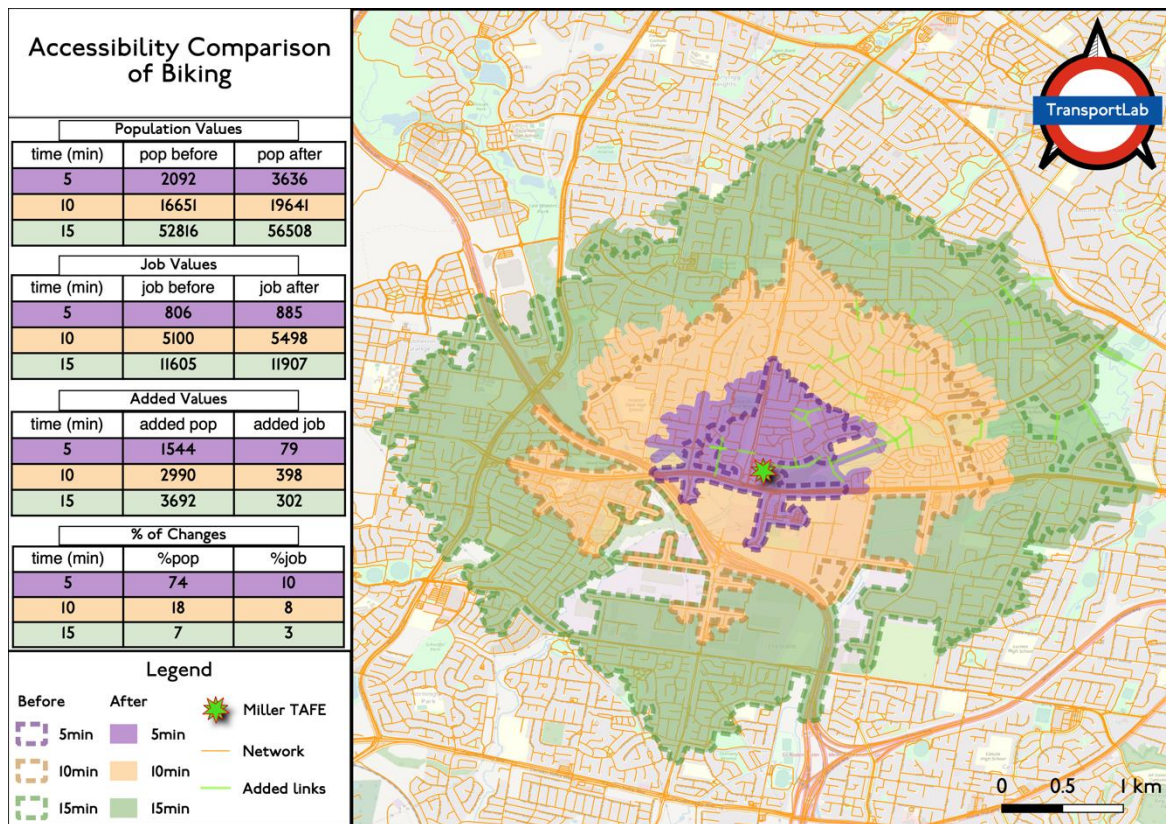 Accessibility Comparison
of Biking
Population Values
time (min) pop before pop after
5 2092 3636
10 16651 19641
15 52816 56508
Job Values
time (min) job before job after
5 806 885
10 5100 5498
15 11605 11907
Added Values
time (min) added pop added job
5 1544 79
10 2990 398
15 3692 302
% of Changes
time (min) %pop %job
5 74 10
10 18 8
15 7 3
Legend
Before After
5min 5min
10min 10min
15min 15min
Miller TAFE
Network
Added links
TransportLab
0 0.5 1 km